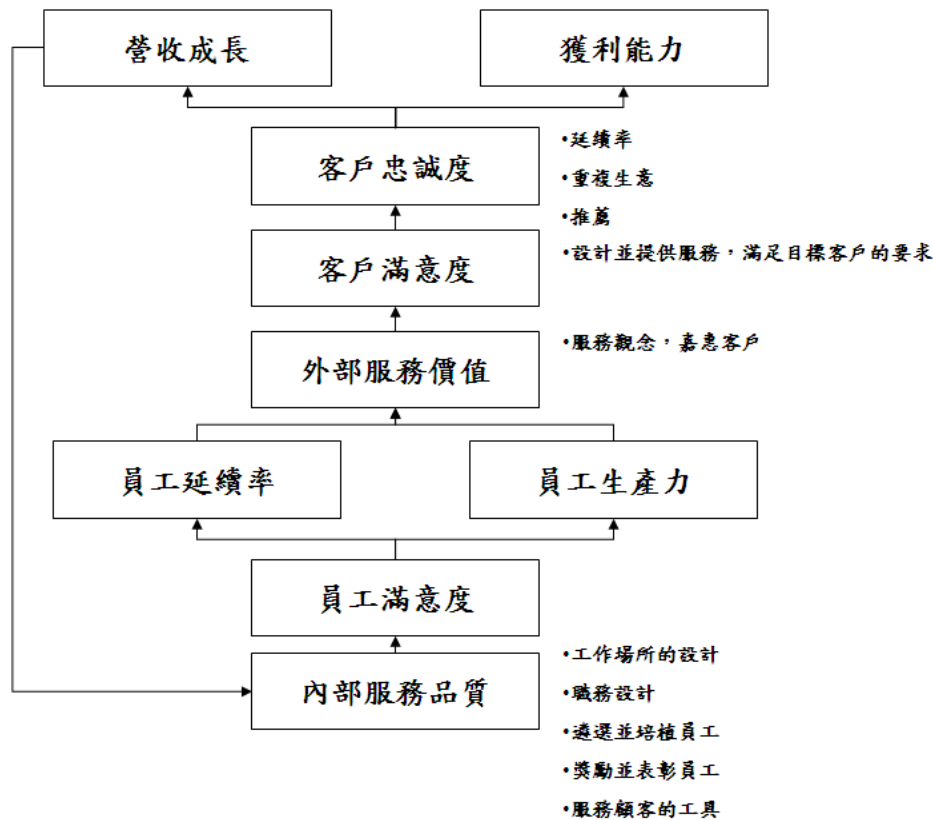 營收成長
獲利能力
客戶忠誠度
•延續率
•重複生意
•推薦
客戶滿意度
•設計並提供服務,滿足目標客戶的要求
外部服務價值
•服務觀念,嘉惠客戶
員工延續率
員工生產力
員工滿意度
內部服務品質
•工作場所的設計
•職務設計
•遴選並培植員工
•獎勵並表彰員工
•服務顧客的工具